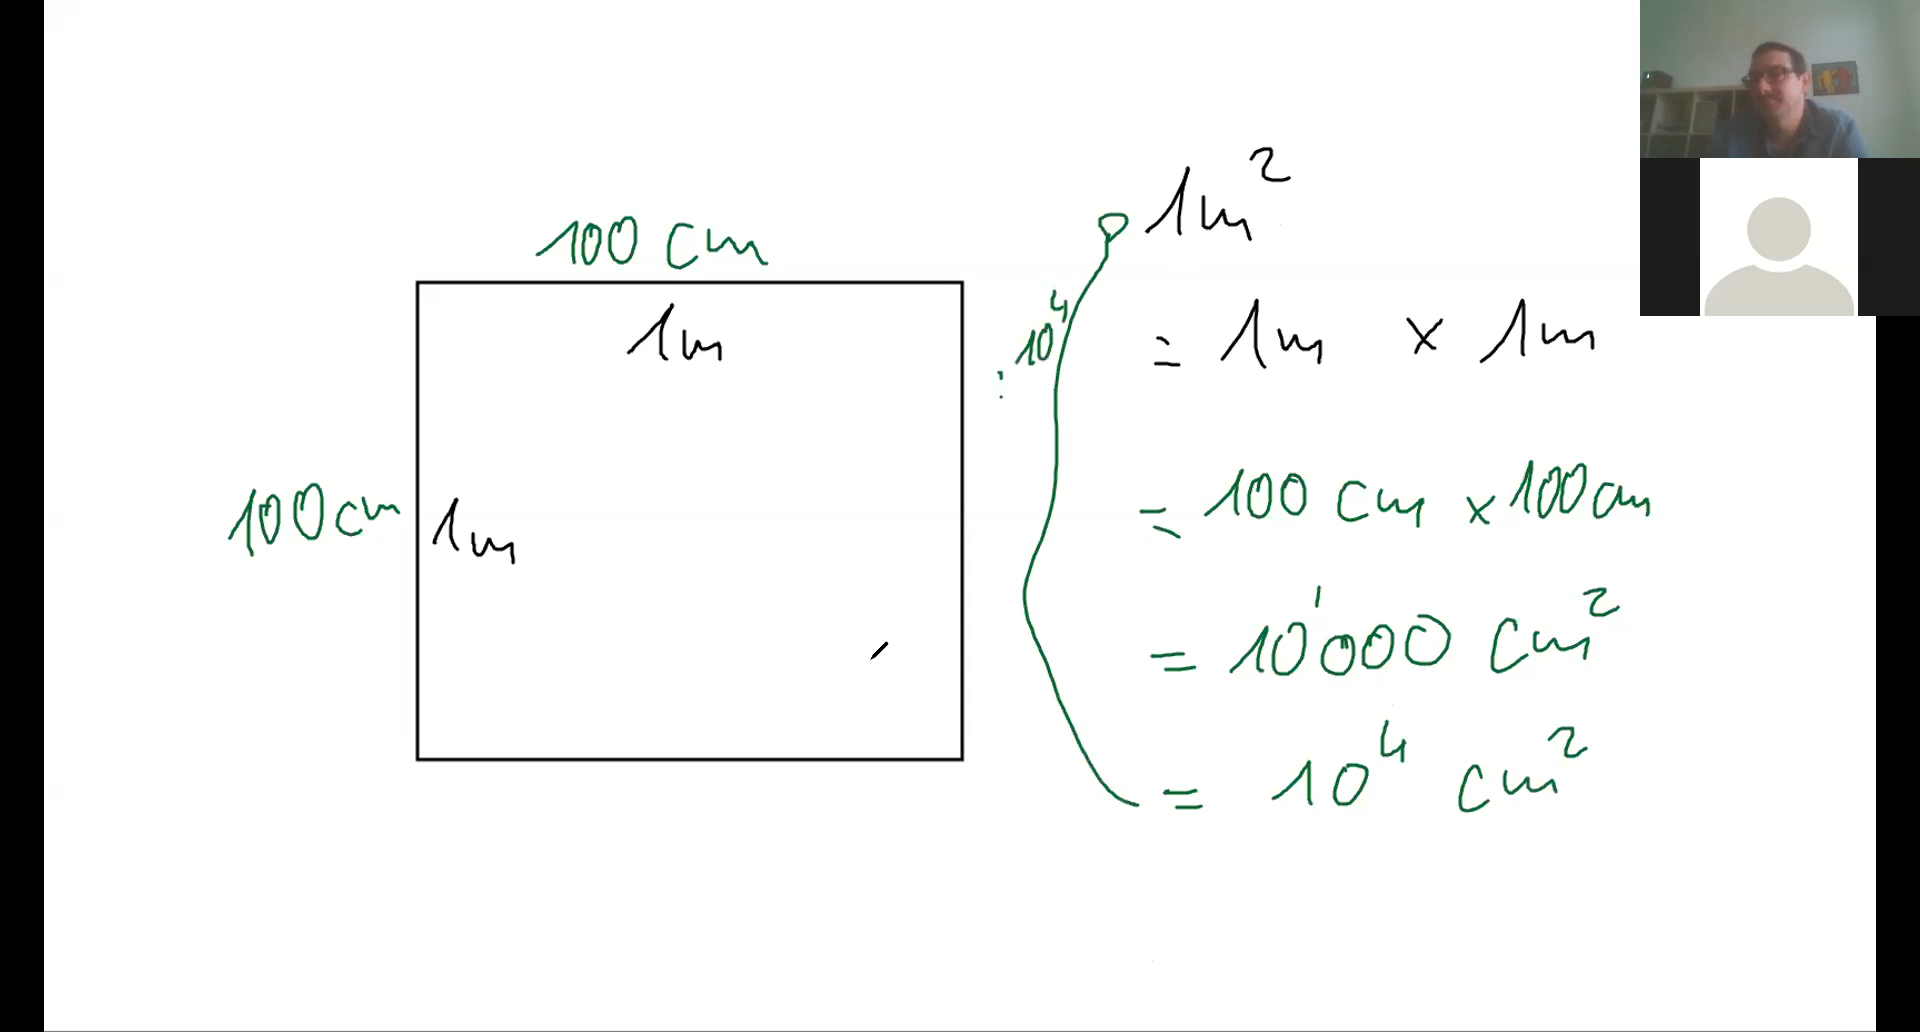 100 cm
1m
100cm
1m
: 10⁴
1m²
= 1m x 1m
= 100 cm x 100cm
= 10'000 cm²
= 10⁴ cm²